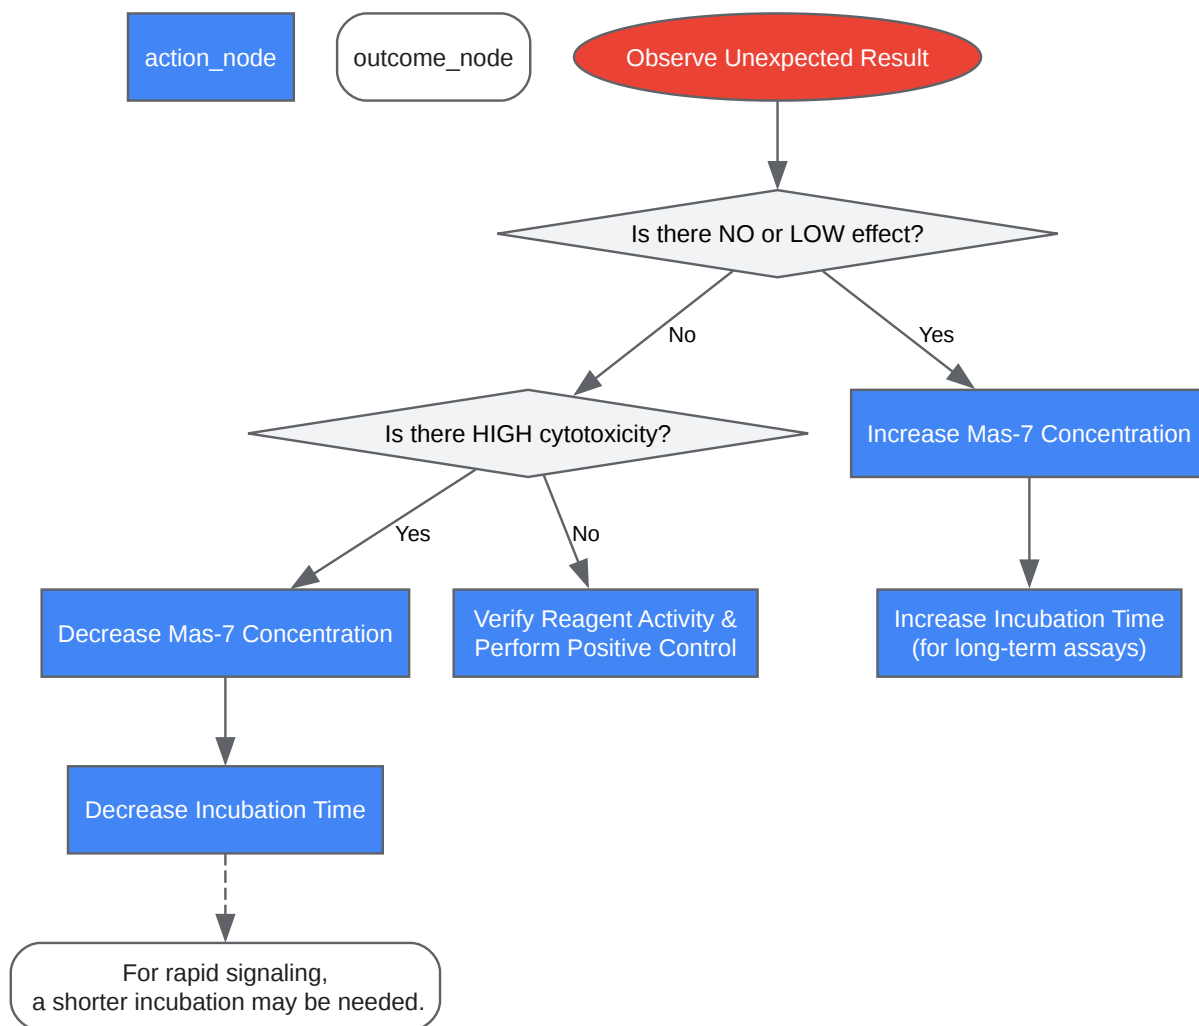 action_node
outcome_node
Observe Unexpected Result
Is there NO or LOW effect?
No
Yes
Is there HIGH cytotoxicity?
Increase Mas-7 Concentration
Yes
No
Decrease Mas-7 Concentration
Verify Reagent Activity &
Perform Positive Control
Increase Incubation Time
(for long-term assays)
Decrease Incubation Time
For rapid signaling,
a shorter incubation may be needed.